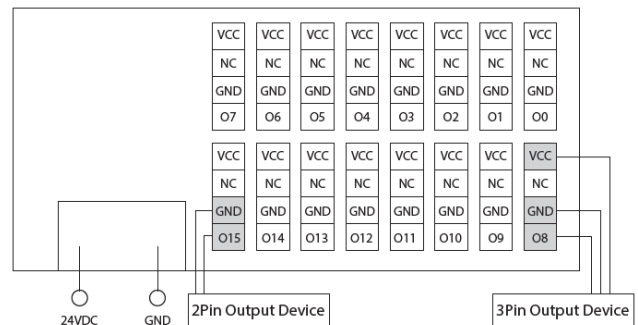 VCC VCC VCC VCC VCC VCC VCC VCC
NC NC NC NC NC NC NC NC
GND GND GND GND GND GND GND GND
O7 O6 O5 O4 O3 O2 O1 O0
VCC VCC VCC VCC VCC VCC VCC VCC
NC NC NC NC NC NC NC NC
GND GND GND GND GND GND GND GND
O15 O14 O13 O12 O11 O10 O9 O8
24VDC GND 2Pin Output Device 3Pin Output Device